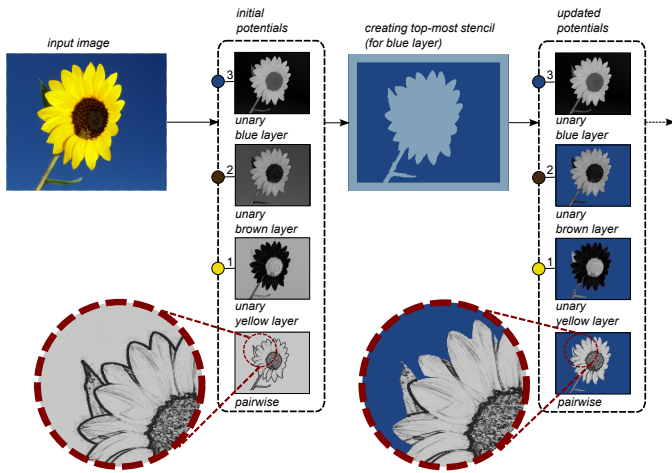 input image
initial
potentials
3
unary
blue layer
2
unary
brown layer
1
unary
yellow layer
pairwise
creating top-most stencil
(for blue layer)
updated
potentials
3
unary
blue layer
2
unary
brown layer
1
unary
yellow layer
pairwise